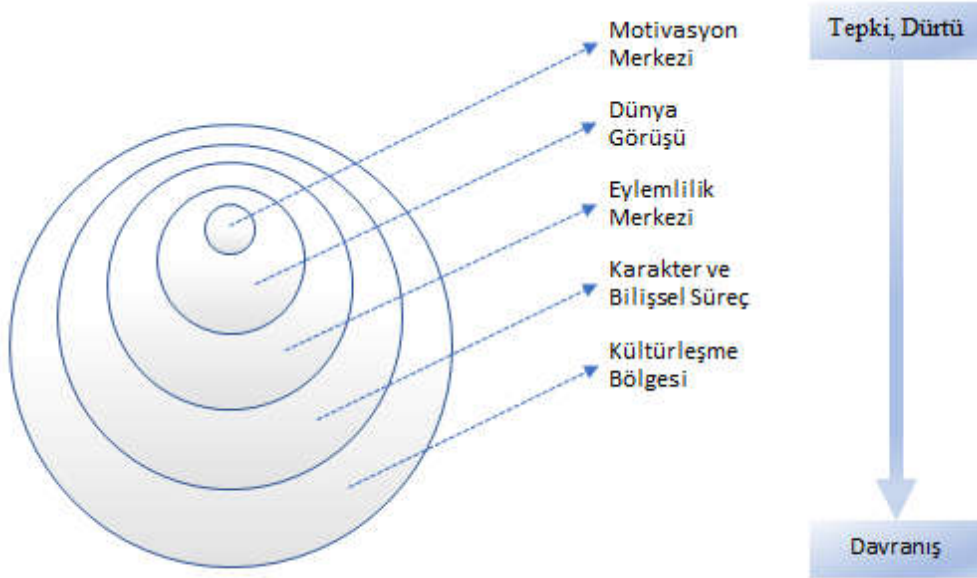 Motivasyon
Merkezi
Dünya
Görüşü
Eylemlilik
Merkezi
Karakter ve
Bilişsel Süreç
Kültürleşme
Bölgesi
Tepki, Dürtü
Davranış